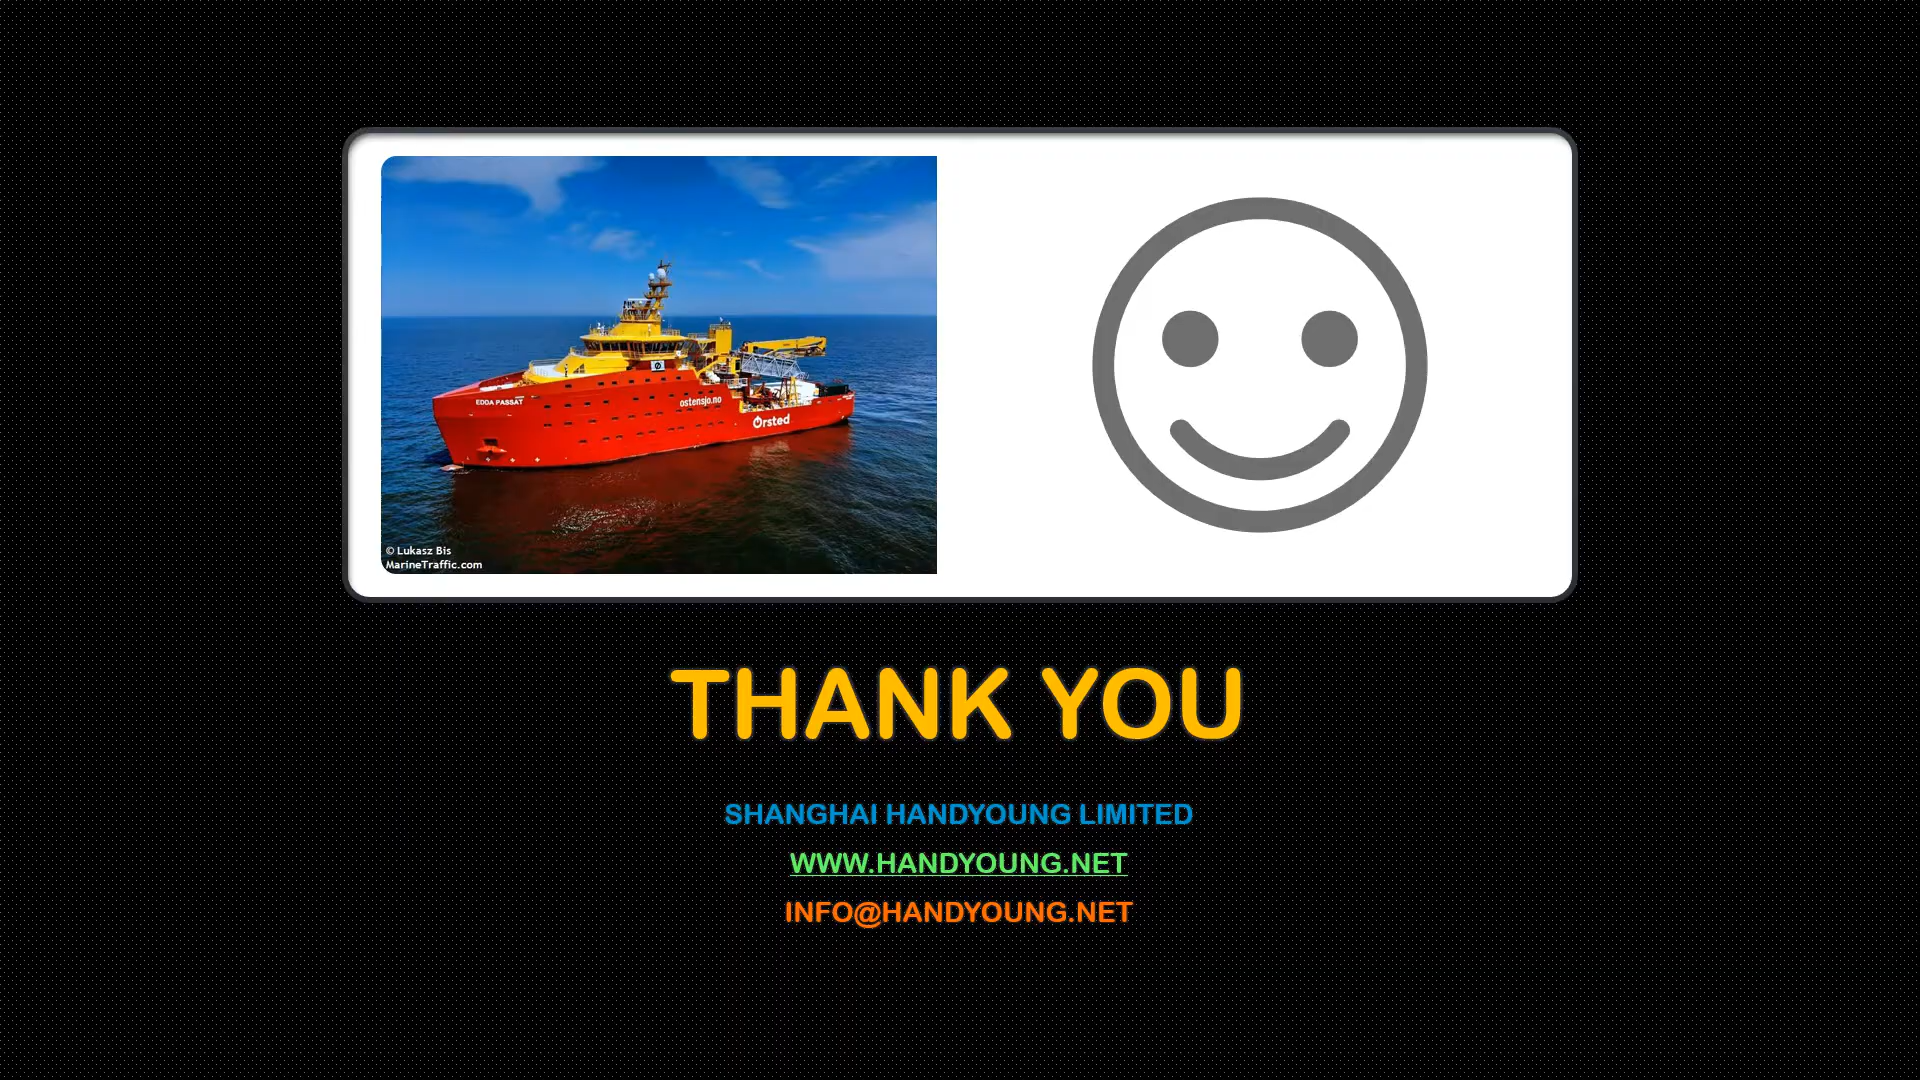 EDDA PASSAT
ostensjo.no
Ørsted
© Lukasz Bis
MarineTraffic.com
THANK YOU
SHANGHAI HANDYOUNG LIMITED
WWW.HANDYOUNG.NET
INFO@HANDYOUNG.NET